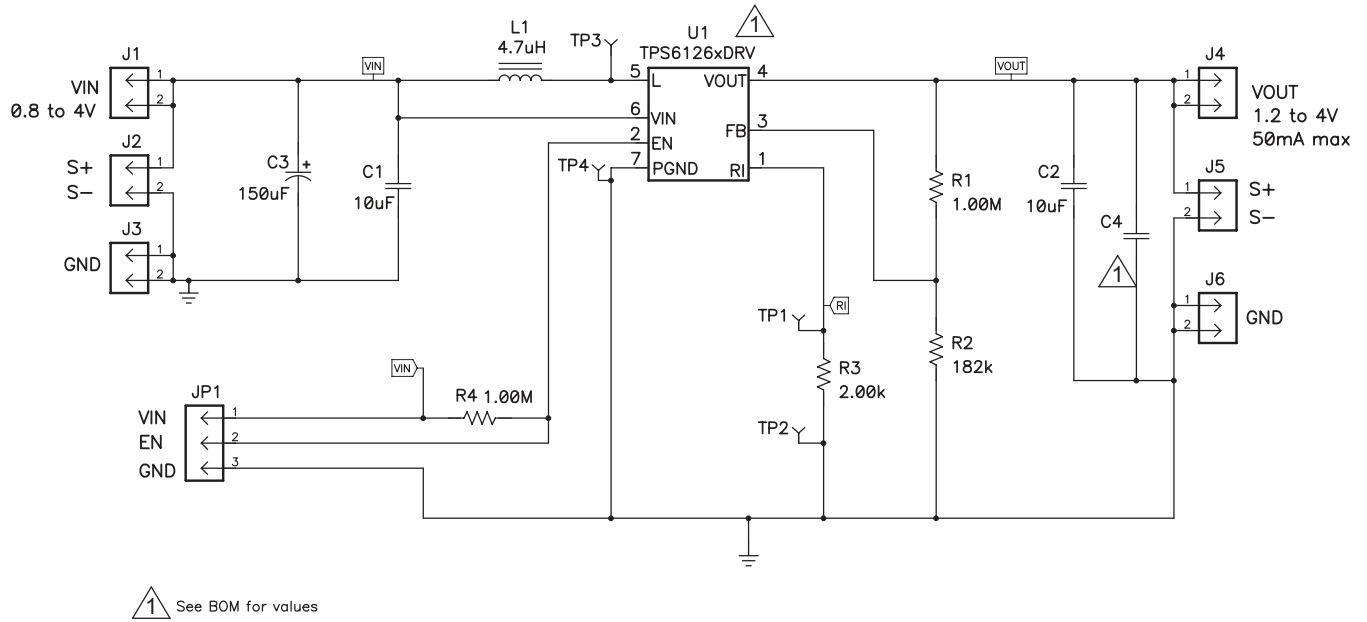 L1
4.7uH
TP3
U1
TPS6126xDRV
1
J1
VIN
0.8 to 4V
1
2
VIN
5
L
VOUT
4
VOUT
J4
1
2
VOUT
1.2 to 4V
50mA max
6
VIN
FB
3
2
EN
7
PGND
RI
1
TP4
J2
S+
S-
1
2
C3
+
150uF
C1
10uF
R1
1.00M
C2
10uF
C4
1
J5
1
2
S+
S-
J3
GND
1
2
RI
TP1
R3
2.00k
TP2
R2
182k
J6
1
2
GND
VIN
R4 1.00M
JP1
VIN
1
EN
2
GND
3
1 See BOM for values